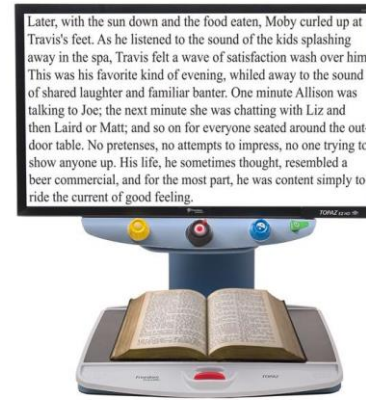 Later, with the sun down and the food eaten, Moby curled up at
Travis's feet. As he listened to the sound of the kids splashing
away in the spa, Travis felt a wave of satisfaction wash over him.
This was his favorite kind of evening, whiled away to the sound
of shared laughter and familiar banter. One minute Allison was
talking to Joe; the next minute she was chatting with Liz and
then Laird or Matt; and so on for everyone seated around the out-
door table. No pretenses, no attempts to impress, no one trying to
show anyone up. His life, he sometimes thought, resembled a
beer commercial, and for the most part, he was content simply to
ride the current of good feeling.
TOPAZ EZ HD
Freedom
TOPAZ